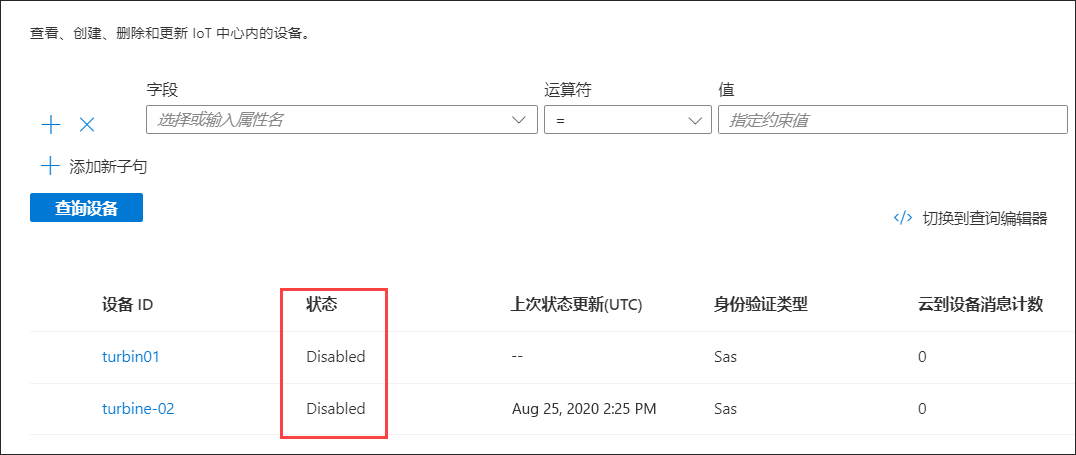 查看、创建、删除和更新 IoT 中心内的设备。
字段 运算符 值
选择或输入属性名 = 指定约束值
添加新子句
查询设备
切换到查询编辑器
设备 ID 状态 上次状态更新(UTC) 身份验证类型 云到设备消息计数
turbin01 Disabled -- Sas 0
turbine-02 Disabled Aug 25, 2020 2:25 PM Sas 0